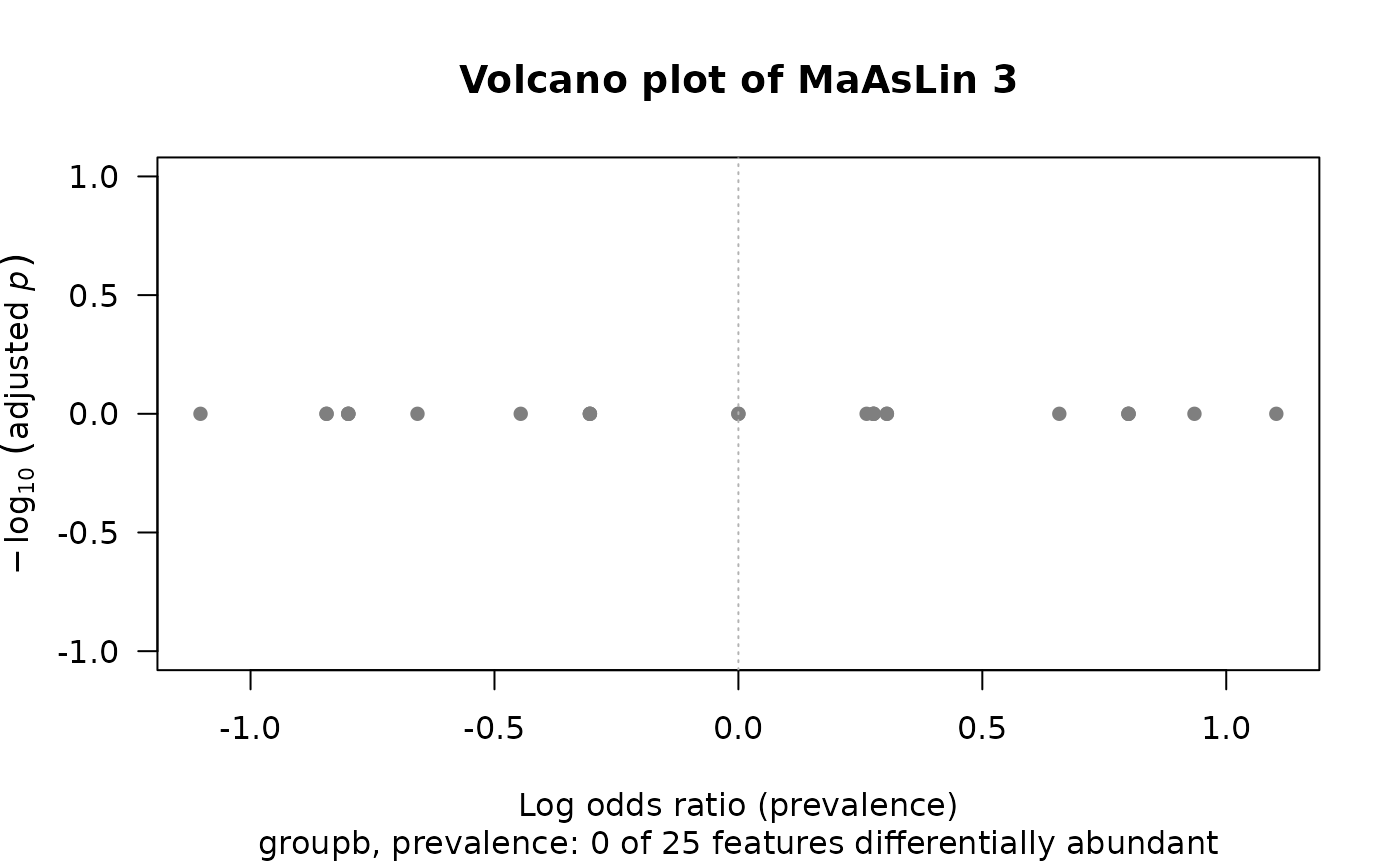 Volcano plot of MaAsLin 3
1.0
0.5
0.0
-0.5
-1.0
−log10 (adjusted p)
-1.0 -0.5 0.0 0.5 1.0
Log odds ratio (prevalence)
groupb, prevalence: 0 of 25 features differentially abundant